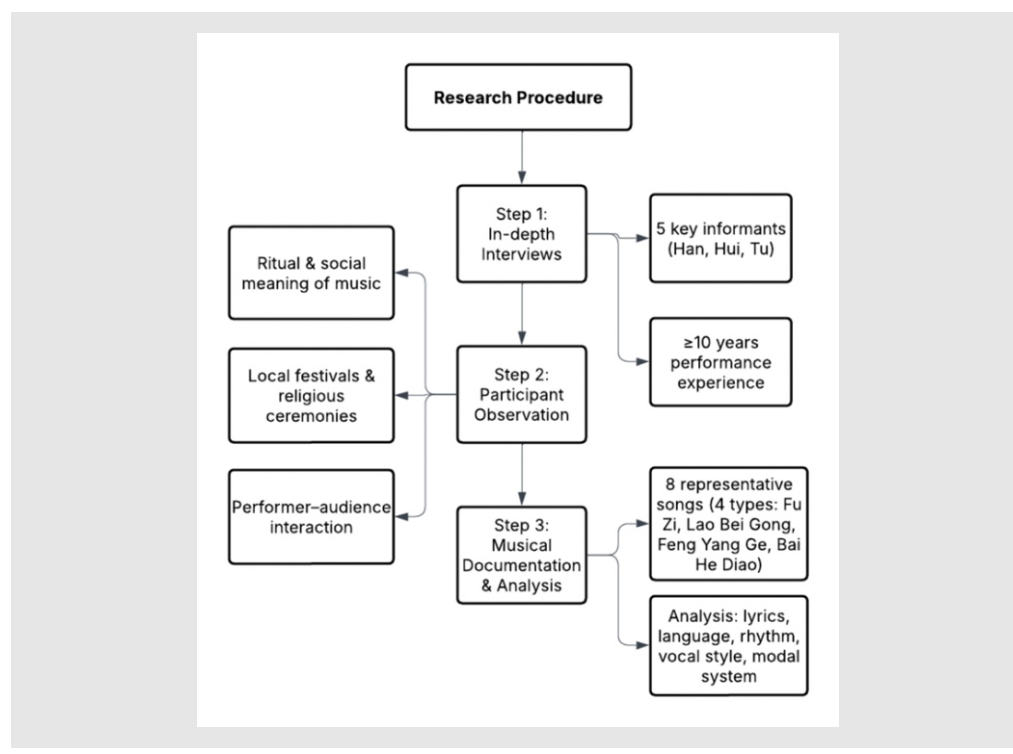 Research Procedure
Step 1:
In-depth
Interviews
5 key informants
(Han, Hui, Tu)
≥10 years
performance
experience
Step 2:
Participant
Observation
Ritual & social
meaning of music
Local festivals &
religious
ceremonies
Performer–audience
interaction
Step 3:
Musical
Documentation
& Analysis
8 representative
songs (4 types: Fu
Zi, Lao Bei Gong,
Feng Yang Ge, Bai
He Diao)
Analysis: lyrics,
language, rhythm,
vocal style, modal
system